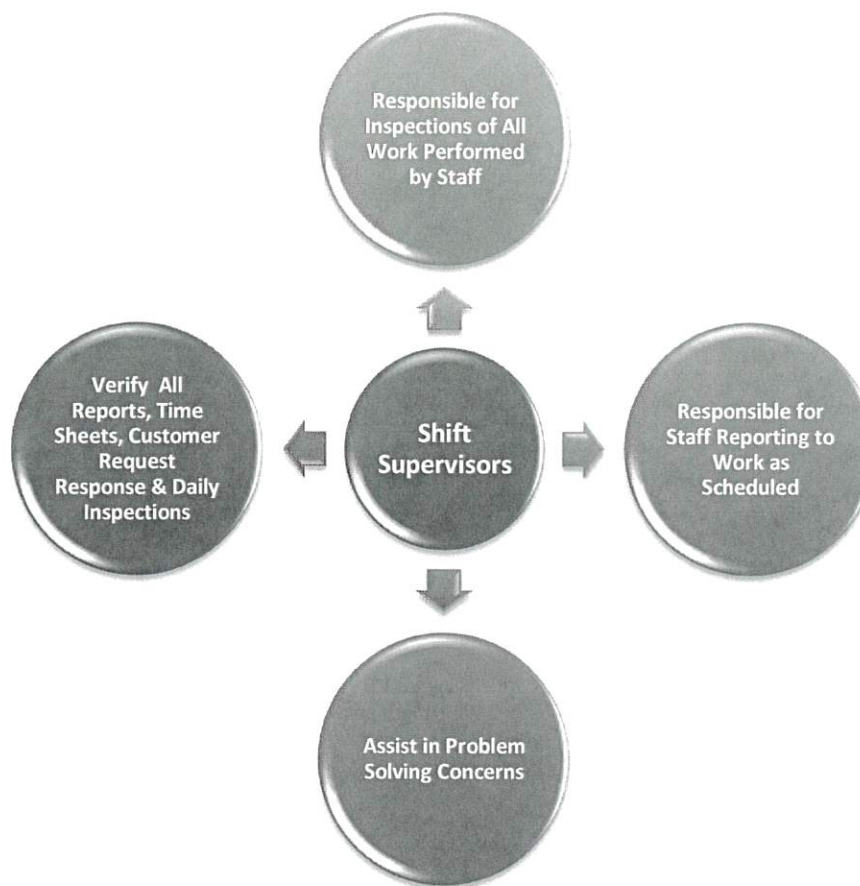 Responsible for
Inspections of All
Work Performed
by Staff
Verify All
Reports, Time
Sheets, Customer
Request
Response & Daily
Inspections
Shift
Supervisors
Responsible for
Staff Reporting to
Work as
Scheduled
Assist in Problem
Solving Concerns